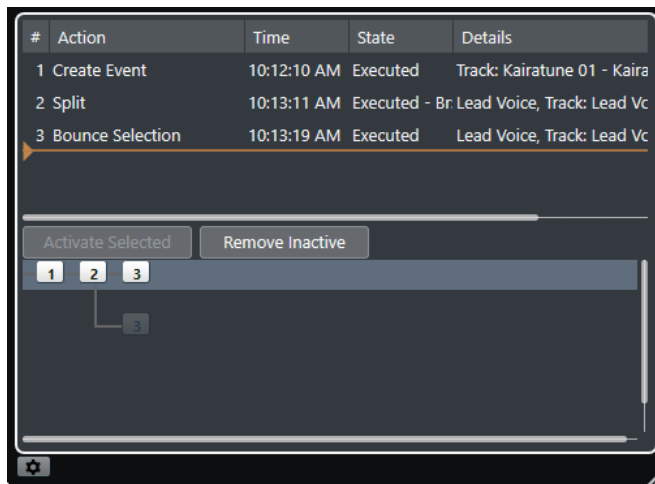 # Action Time State Details
1 Create Event 10:12:10 AM Executed Track: Kairatune 01 - Kaira
2 Split 10:13:11 AM Executed - Br Lead Voice, Track: Lead Vc
3 Bounce Selection 10:13:19 AM Executed Lead Voice, Track: Lead Vc
Activate Selected Remove Inactive
1 2 3
3